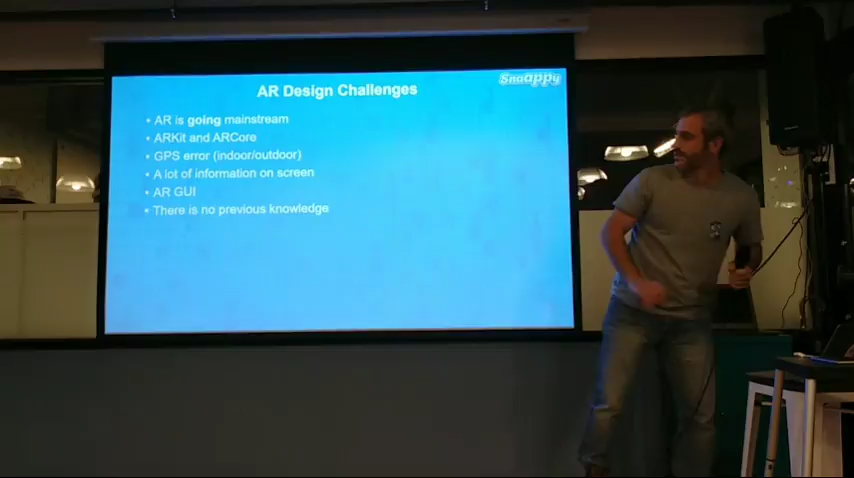 Snaappy
AR Design Challenges
• AR is going mainstream
• ARKit and ARCore
• GPS error (indoor/outdoor)
• A lot of information on screen
• AR GUI
• There is no previous knowledge